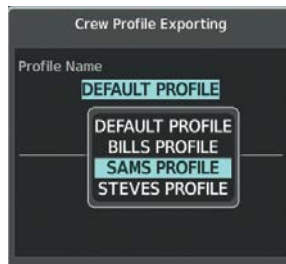 Crew Profile Exporting
Profile Name
DEFAULT PROFILE
DEFAULT PROFILE
BILLS PROFILE
SAMS PROFILE
STEVES PROFILE